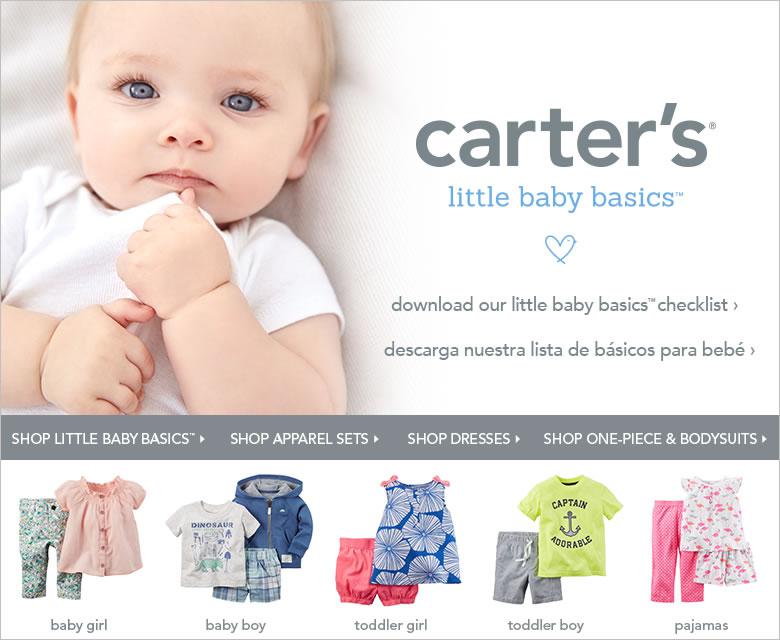 carter's®
little baby basics™
download our little baby basics™ checklist ›
descarga nuestra lista de básicos para bebé ›
SHOP LITTLE BABY BASICS™ ▸ SHOP APPAREL SETS ▸ SHOP DRESSES ▸ SHOP ONE-PIECE & BODYSUITS ▸
DINOSAUR
CAPTAIN
ADORABLE
baby girl baby boy toddler girl toddler boy pajamas